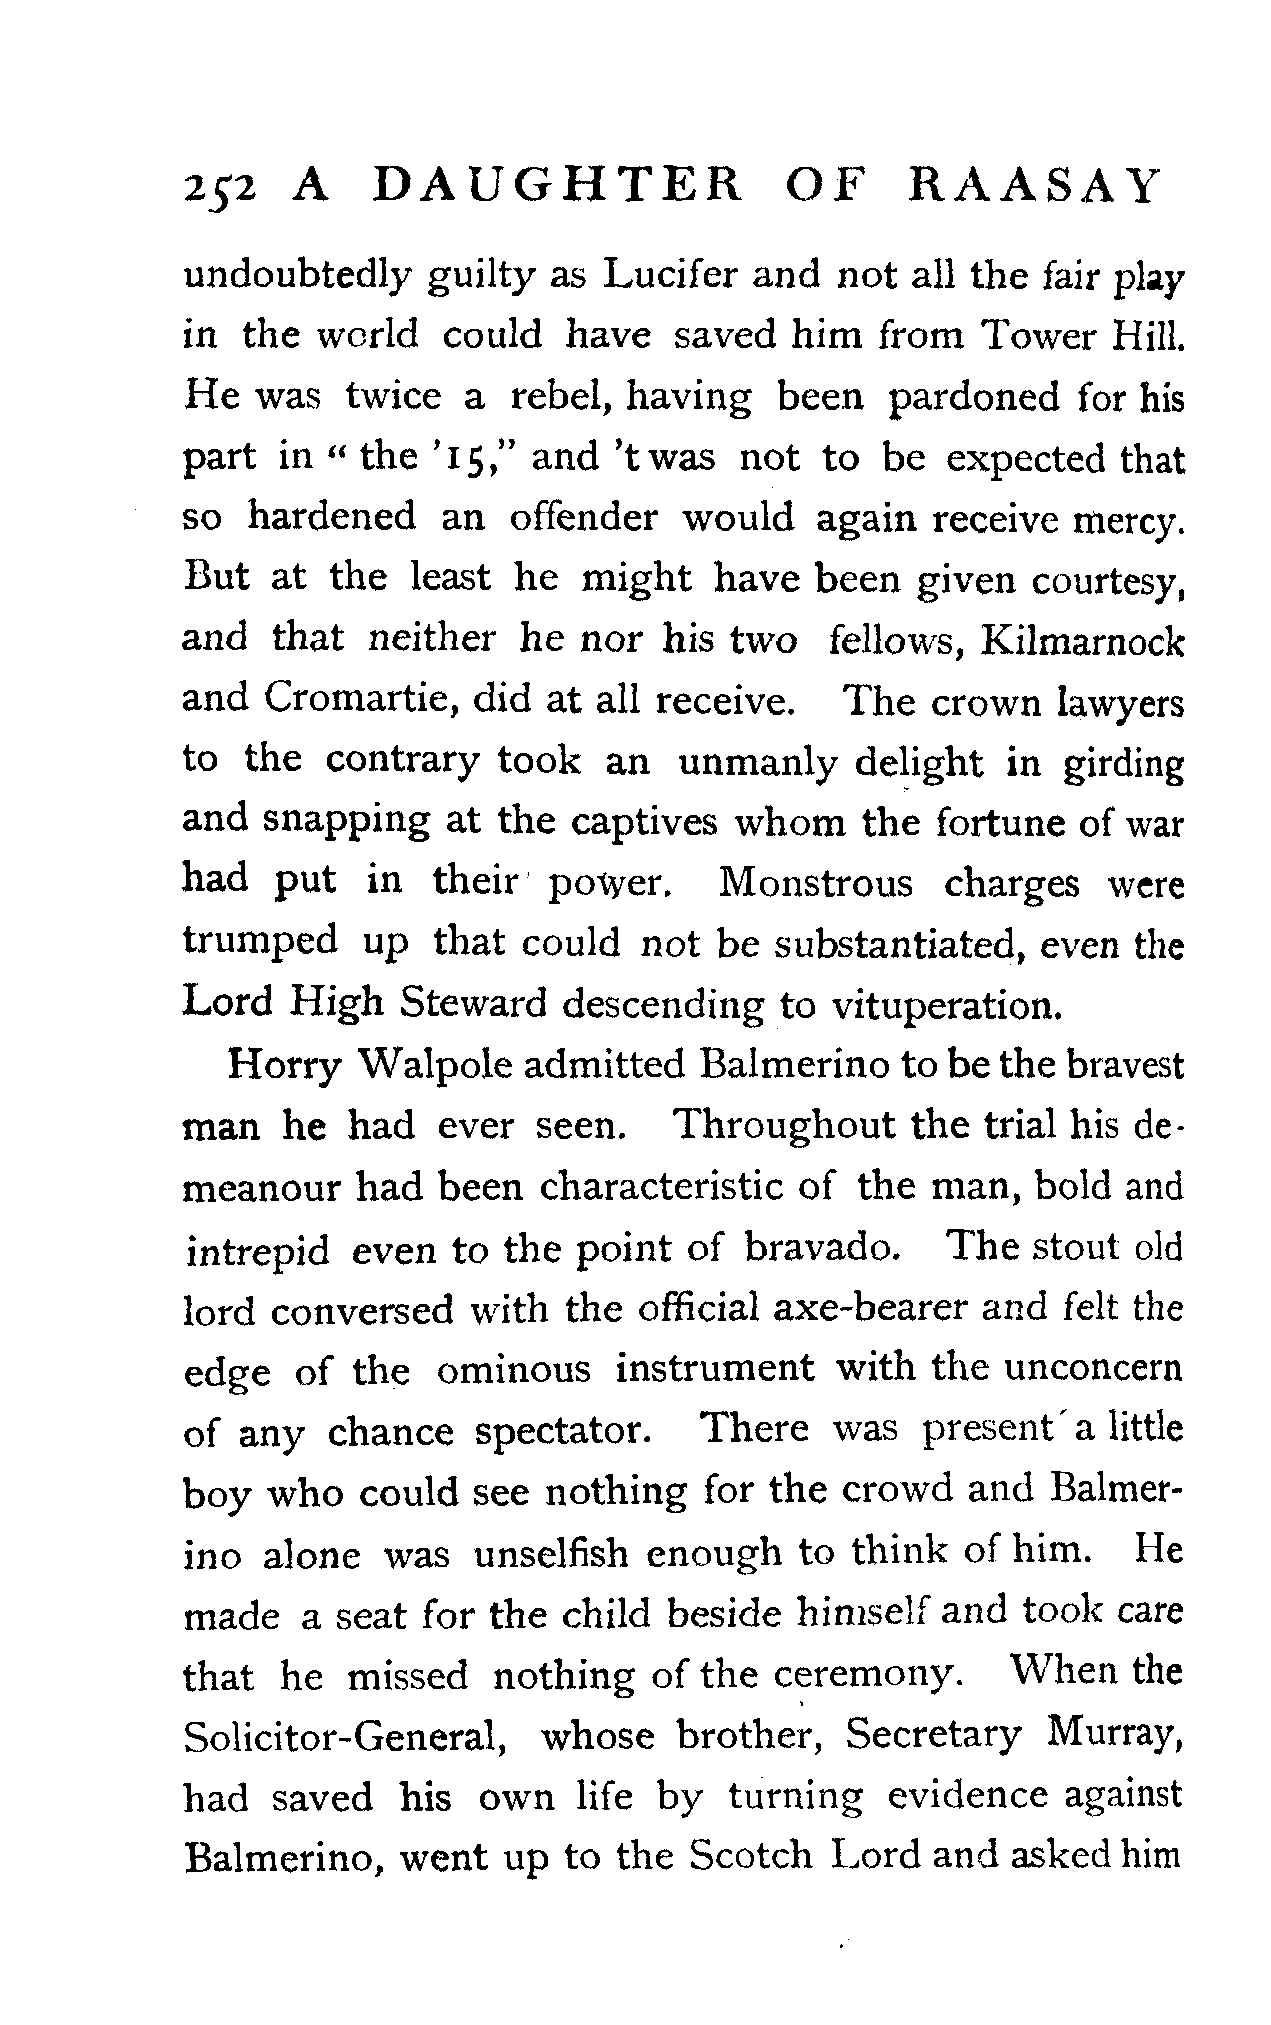 252 A DAUGHTER OF RAASAY
undoubtedly guilty as Lucifer and not all the fair play
in the world could have saved him from Tower Hill.
He was twice a rebel, having been pardoned for his
part in " the '15," and 't was not to be expected that
so hardened an offender would again receive mercy.
But at the least he might have been given courtesy,
and that neither he nor his two fellows, Kilmarnock
and Cromartie, did at all receive. The crown lawyers
to the contrary took an unmanly delight in girding
and snapping at the captives whom the fortune of war
had put in their power. Monstrous charges were
trumped up that could not be substantiated, even the
Lord High Steward descending to vituperation.
Horry Walpole admitted Balmerino to be the bravest
man he had ever seen. Throughout the trial his de-
meanour had been characteristic of the man, bold and
intrepid even to the point of bravado. The stout old
lord conversed with the official axe-bearer and felt the
edge of the ominous instrument with the unconcern
of any chance spectator. There was present a little
boy who could see nothing for the crowd and Balmer-
ino alone was unselfish enough to think of him. He
made a seat for the child beside himself and took care
that he missed nothing of the ceremony. When the
Solicitor-General, whose brother, Secretary Murray,
had saved his own life by turning evidence against
Balmerino, went up to the Scotch Lord and asked him